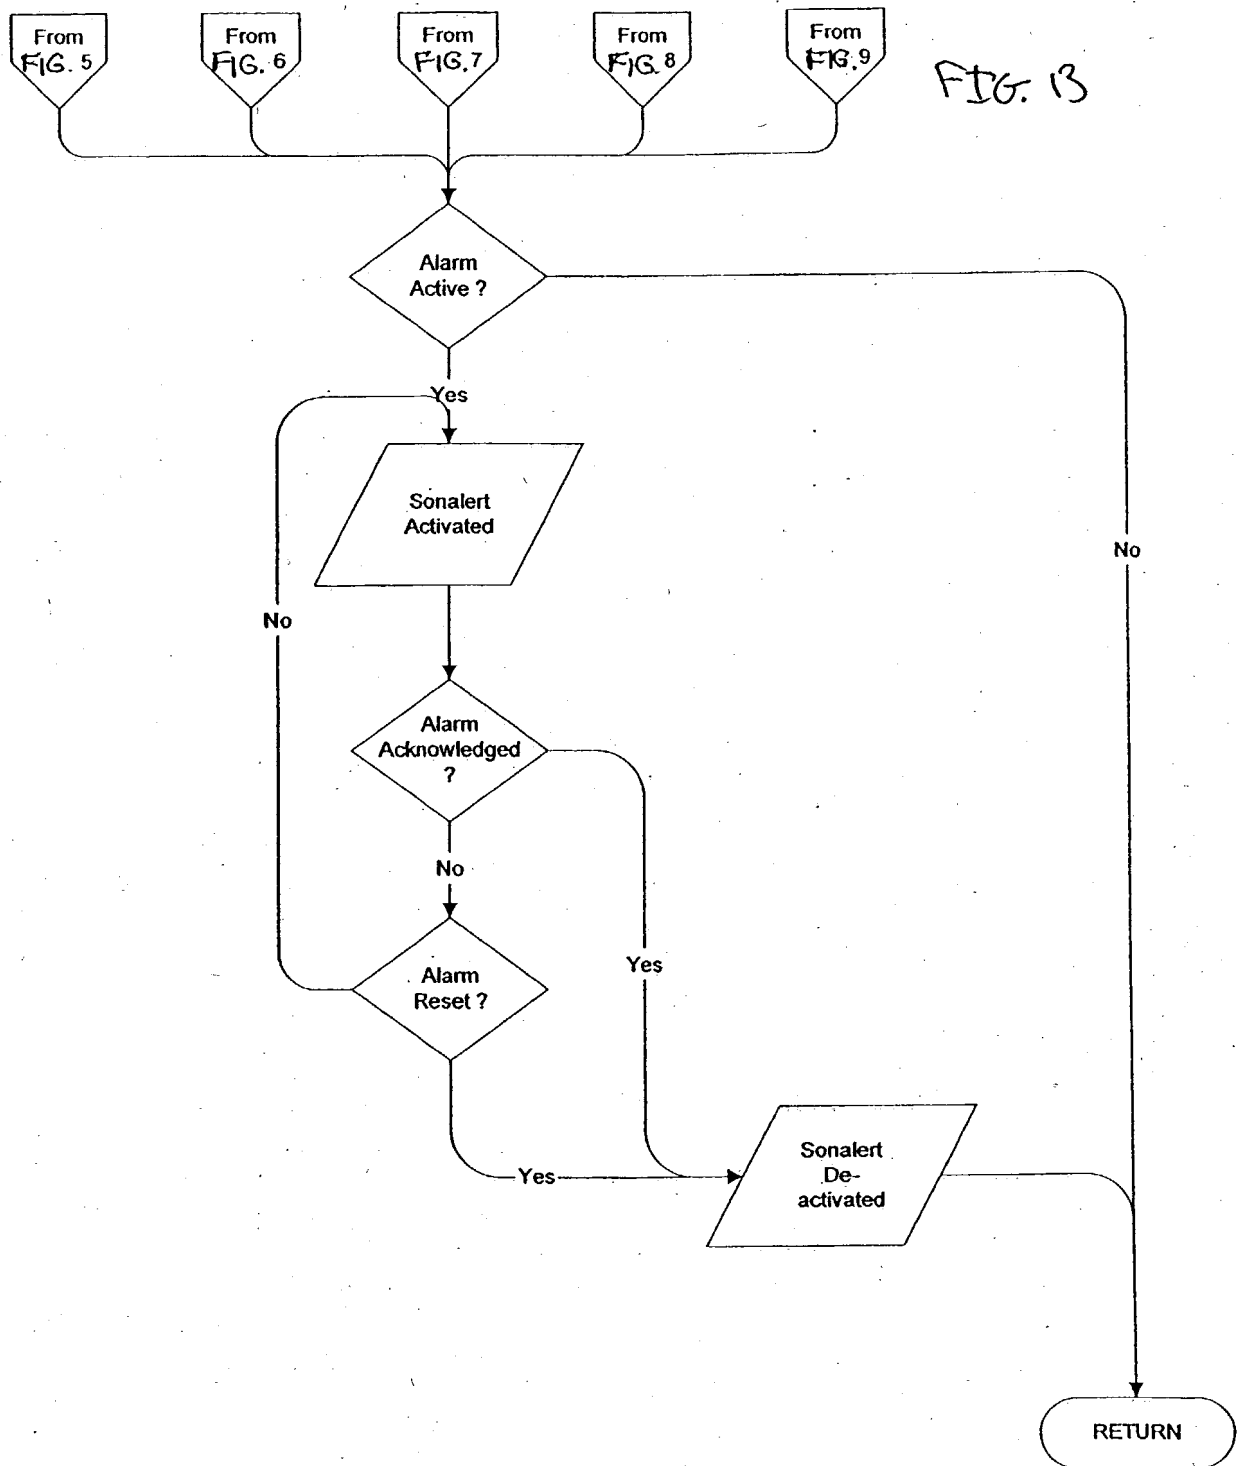 From
FIG. 5
From
FIG. 6
From
FIG. 7
From
FIG. 8
From
FIG. 9
FIG. 13
Alarm
Active ?
Yes
Sonalert
Activated
No
No
Alarm
Acknowledged
?
No
Yes
Alarm
Reset ?
Yes
Sonalert
De-
activated
RETURN